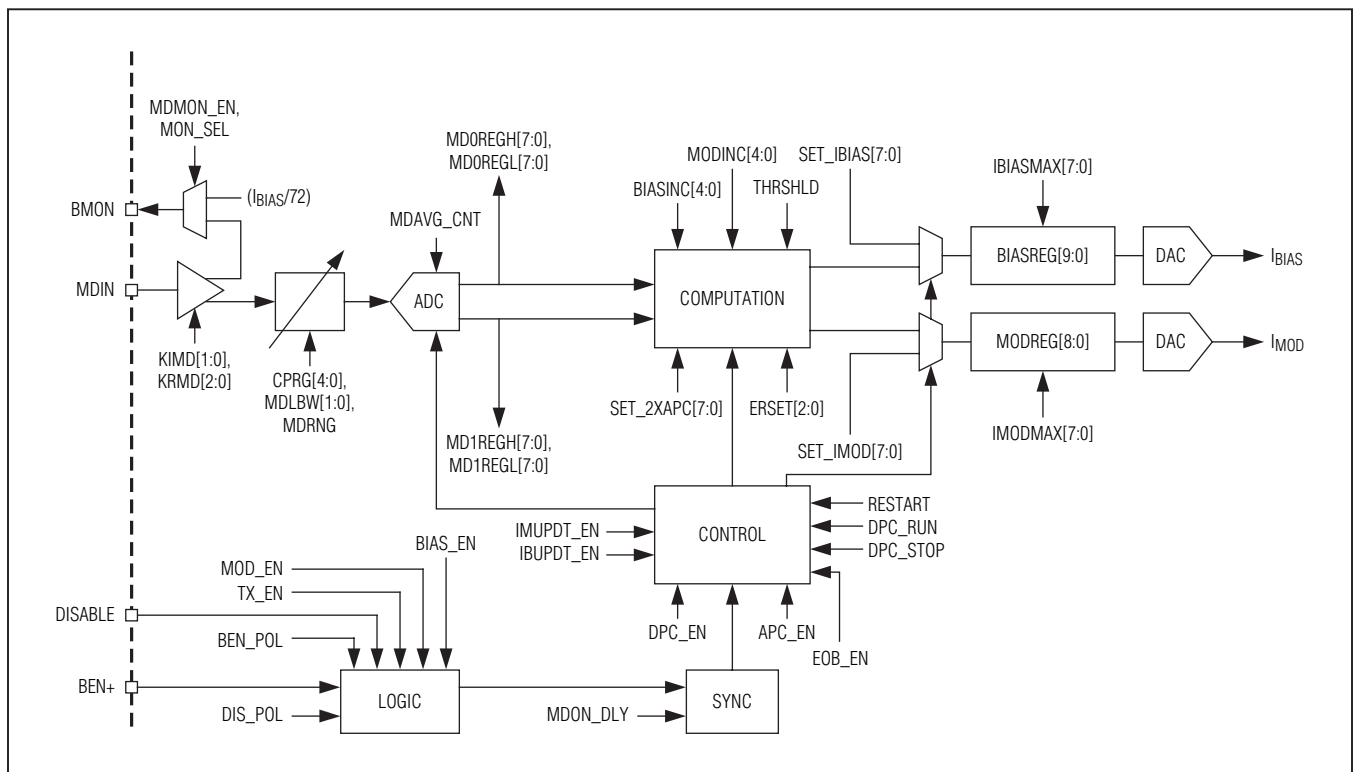 MDMON_EN,
MON_SEL
BMON
(IBIAS/72)
MDIN
KIMD[1:0],
KRMD[2:0]
CPRG[4:0],
MDLBW[1:0],
MDRNG
MDAVG_CNT
ADC
MD0REGH[7:0],
MD0REGL[7:0]
MD1REGH[7:0],
MD1REGL[7:0]
MODINC[4:0]
BIASINC[4:0]
THRSHLD
COMPUTATION
SET_2XAPC[7:0]
ERSET[2:0]
SET_IBIAS[7:0]
IBIASMAX[7:0]
BIASREG[9:0]
DAC
IBIAS
MODREG[8:0]
DAC
IMOD
SET_IMOD[7:0]
IMODMAX[7:0]
IMUPDT_EN
IBUPDT_EN
CONTROL
RESTART
DPC_RUN
DPC_STOP
DPC_EN
APC_EN
EOB_EN
BIAS_EN
MOD_EN
TX_EN
DISABLE
BEN_POL
BEN+
DIS_POL
LOGIC
MDON_DLY
SYNC